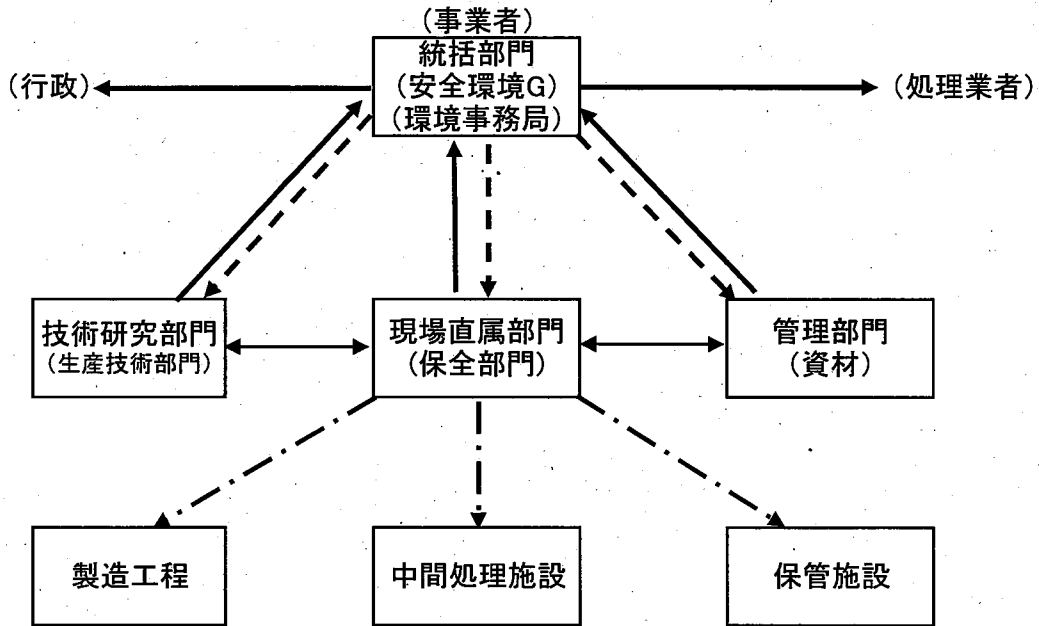 (事業者)
統括部門
(行政)
(安全環境G)
(処理業者)
(環境事務局)
技術研究部門
(生産技術部門)
現場直属部門
(保全部門)
管理部門
(資材)
製造工程
中間処理施設
保管施設